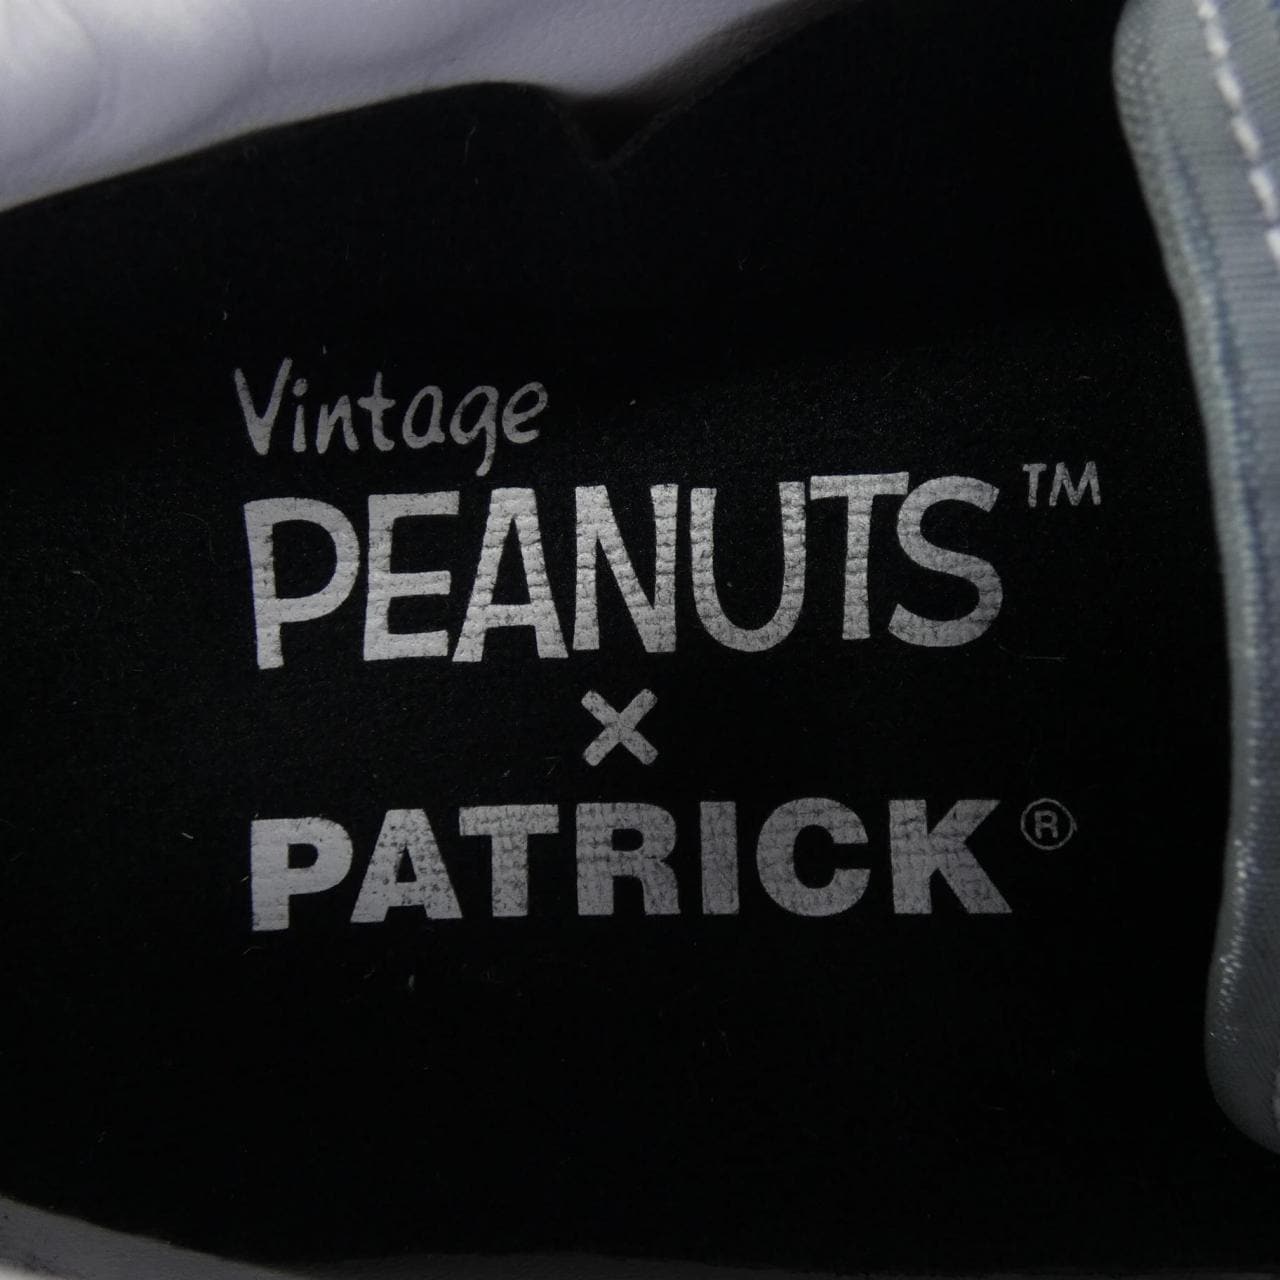 Vintage
PEANUTS™
×
PATRICK®